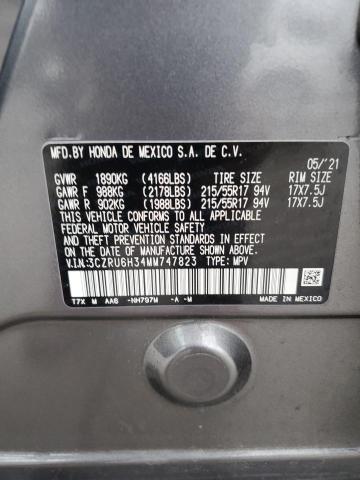 MFD.BY HONDA DE MEXICO S.A. DE C.V.
05/'21
GVWR 1890KG (4166LBS) TIRE SIZE RIM SIZE
GAWR F 988KG (2178LBS) 215/55R17 94V 17X7.5J
GAWR R 902KG (1988LBS) 215/55R17 94V 17X7.5J
THIS VEHICLE CONFORMS TO ALL APPLICABLE
FEDERAL MOTOR VEHICLE SAFETY
AND THEFT PREVENTION STANDARDS IN EFFECT
ON THE DATE OF MANUFACTURE SHOWN ABOVE.
V.I.N:3CZRU6H34MM747823 TYPE: MPV
T7X M AA6 -NH797M -A -M
MADE IN MEXICO